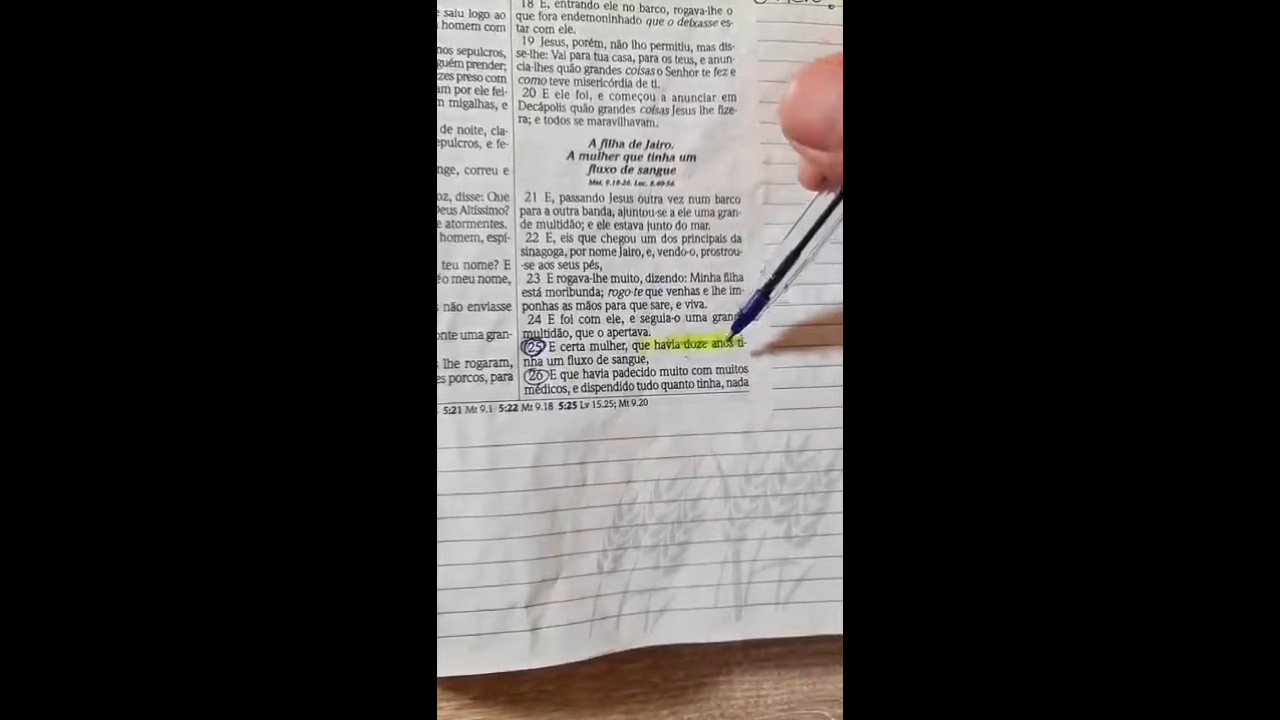 e saiu logo ao
homem com
nos sepulcros,
guém prender;
zes preso com
am por ele fei-
m migalhas, e
de noite, cla-
epulcros, e fe-
nge, correu e
oz, disse: Que
Deus Altíssimo?
e atormentes.
homem, espí-
teu nome? E
é o meu nome,
não enviasse
onte uma gran-
lhe rogaram,
es porcos, para
18 E, entrando ele no barco, rogava-lhe o
que fora endemoninhado que o deixasse es-
tar com ele.
19 Jesus, porém, não lho permitiu, mas dis-
se-lhe: Vai para tua casa, para os teus, e anun-
cia-lhes quão grandes coisas o Senhor te fez e
como teve misericórdia de ti.
20 E ele foi, e começou a anunciar em
Decápolis quão grandes coisas Jesus lhe fize-
ra; e todos se maravilhavam.
A filha de Jairo.
A mulher que tinha um
fluxo de sangue
Mat. 9.18-26. Luc. 8.40-56.
21 E, passando Jesus outra vez num barco
para a outra banda, ajuntou-se a ele uma gran-
de multidão; e ele estava junto do mar.
22 E, eis que chegou um dos principais da
sinagoga, por nome Jairo, e, vendo-o, prostrou-
-se aos seus pés,
23 E rogava-lhe muito, dizendo: Minha filha
está moribunda; rogo-te que venhas e lhe im-
ponhas as mãos para que sare, e viva.
24 E foi com ele, e seguia-o uma grand
multidão, que o apertava.
25 E certa mulher, que havia doze anos ti-
nha um fluxo de sangue,
26 E que havia padecido muito com muitos
médicos, e dispendido tudo quanto tinha, nada
5:21 Mt 9.1 5:22 Mt 9.18 5:25 Lv 15.25; Mt 9.20